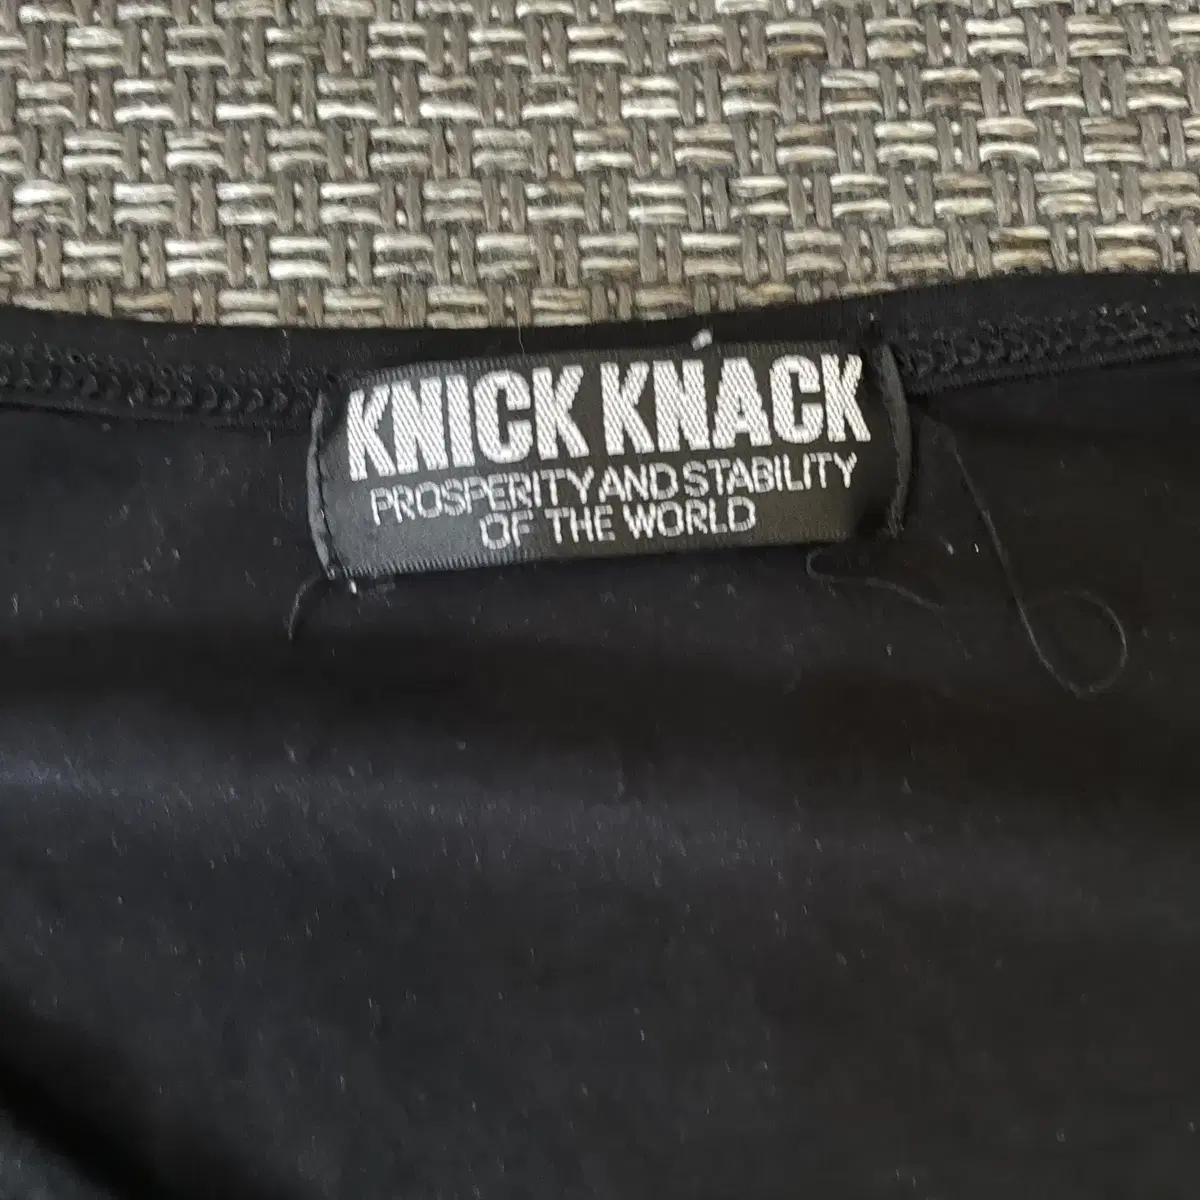 KNICK KNACK
PROSPERITY AND STABILITY
OF THE WORLD